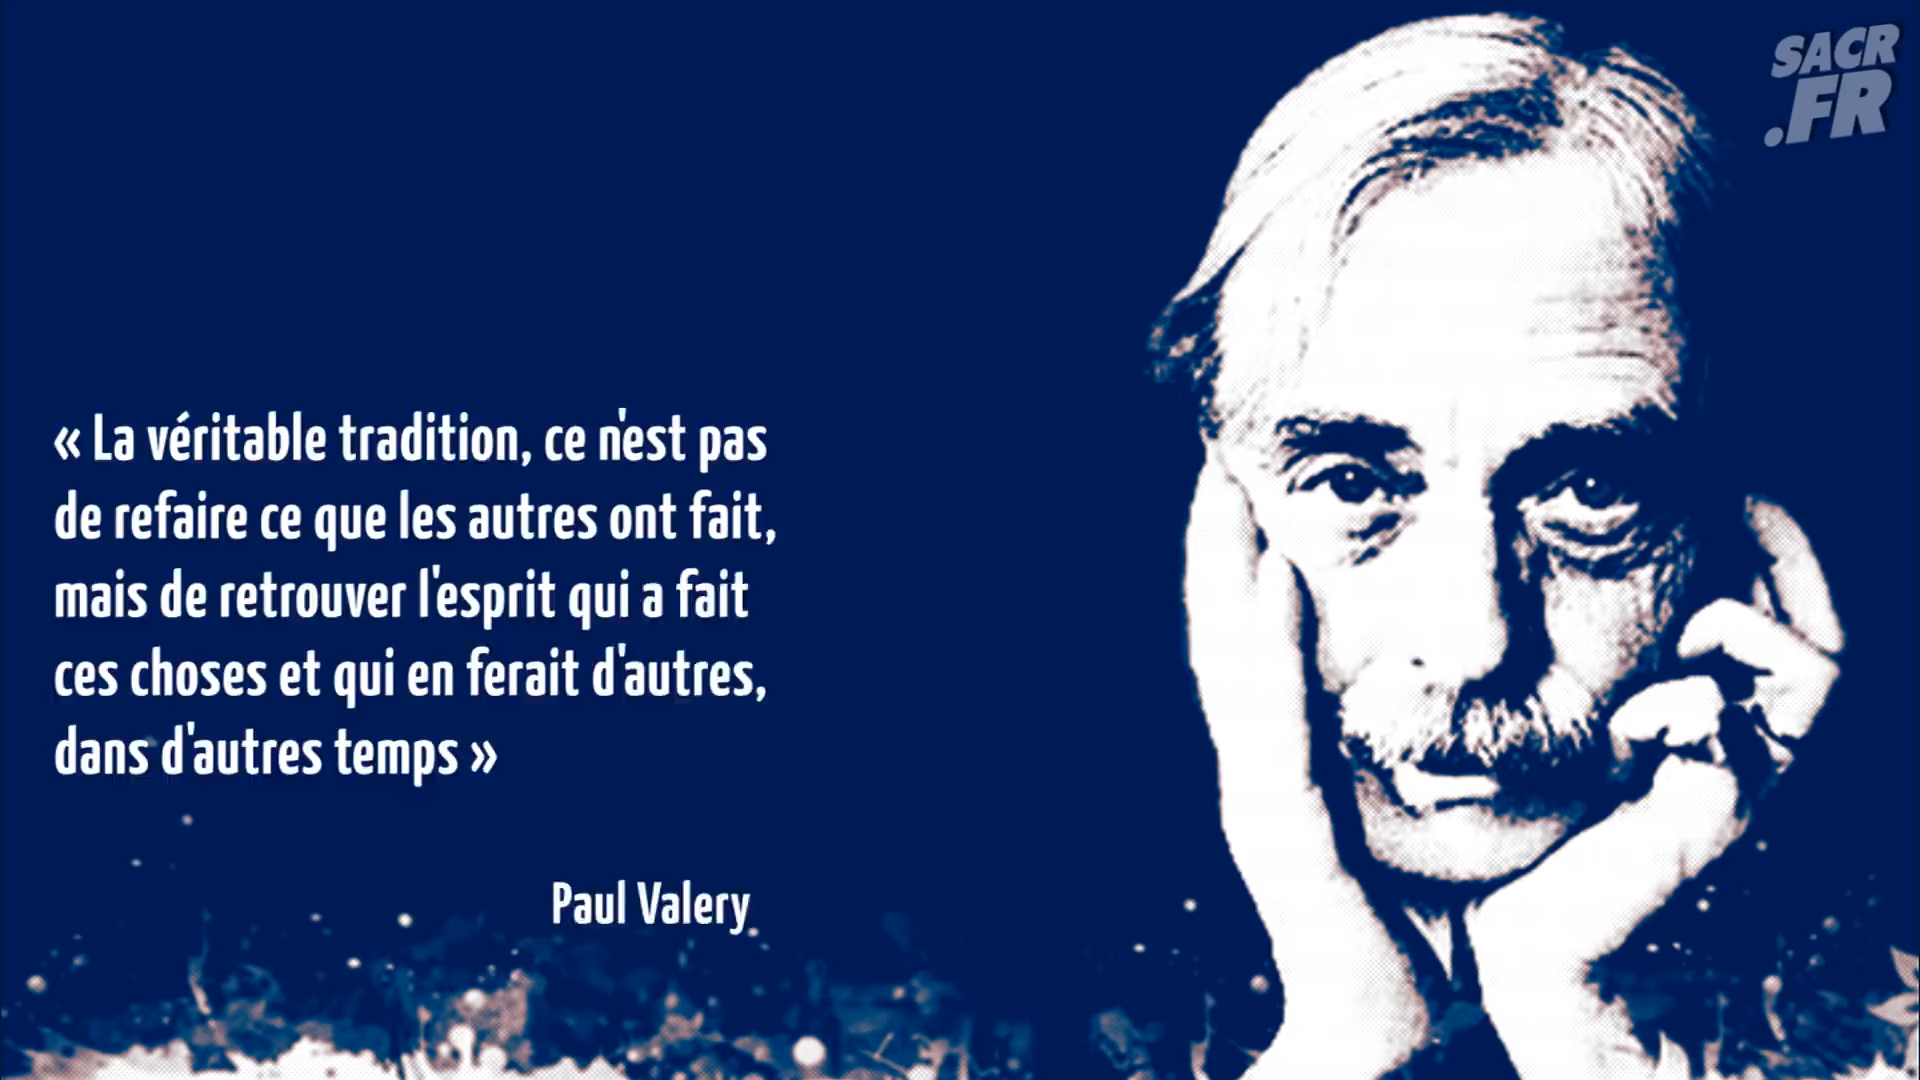 SACR
.FR
« La véritable tradition, ce n'est pas
de refaire ce que les autres ont fait,
mais de retrouver l'esprit qui a fait
ces choses et qui en ferait d'autres,
dans d'autres temps »
Paul Valery